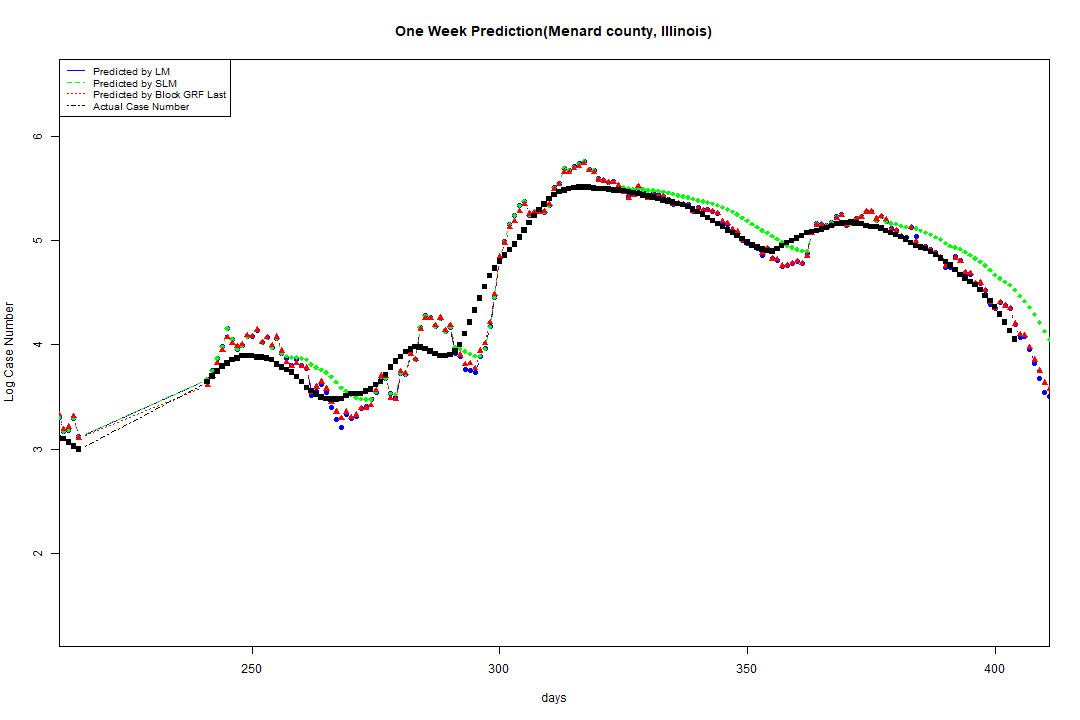 One Week Prediction(Menard county, Illinois)
Predicted by LM
Predicted by SLM
Predicted by Block GRF Last
Actual Case Number
6
5
4
3
2
Log Case Number
250
300
350
400
days